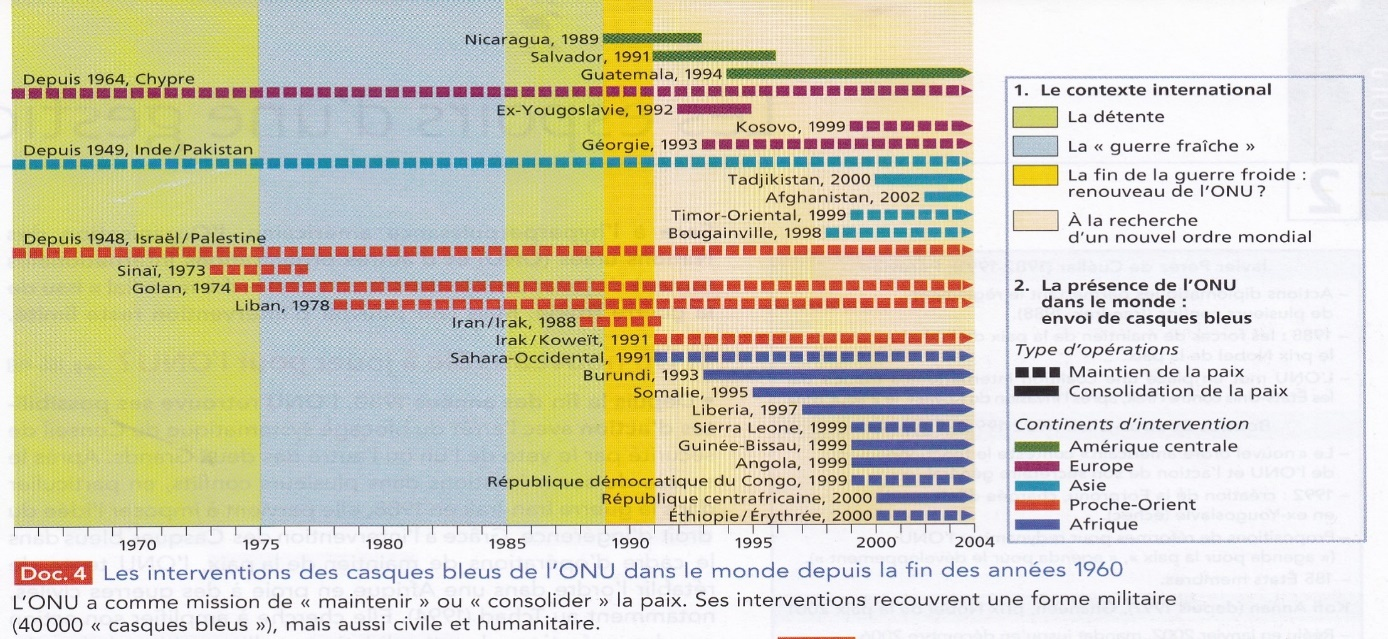 Nicaragua, 1989
Salvador, 1991
Guatemala, 1994
Depuis 1964, Chypre
Ex-Yougoslavie, 1992
Kosovo, 1999
Géorgie, 1993
Depuis 1949, Inde/Pakistan
Tadjikistan, 2000
Afghanistan, 2002
Timor-Oriental, 1999
Bougainville, 1998
Depuis 1948, Israël/Palestine
Sinaï, 1973
Golan, 1974
Liban, 1978
Iran/Irak, 1988
Irak/Koweït, 1991
Sahara-Occidental, 1991
Burundi, 1993
Somalie, 1995
Liberia, 1997
Sierra Leone, 1999
Guinée-Bissau, 1999
Angola, 1999
République démocratique du Congo, 1999
République centrafricaine, 2000
Éthiopie/Érythrée, 2000
1970 1975 1980 1985 1990 1995 2000 2004
1. Le contexte international
La détente
La « guerre fraîche »
La fin de la guerre froide :
renouveau de l'ONU ?
À la recherche
d'un nouvel ordre mondial
2. La présence de l'ONU
dans le monde :
envoi de casques bleus
Type d'opérations
Maintien de la paix
Consolidation de la paix
Continents d'intervention
Amérique centrale
Europe
Asie
Proche-Orient
Afrique
Doc. 4 Les interventions des casques bleus de l'ONU dans le monde depuis la fin des années 1960
L'ONU a comme mission de « maintenir » et de « consolider » la paix. Ses interventions recouvrent une forme militaire
(40 000 « casques bleus »), mais aussi civile et humanitaire.